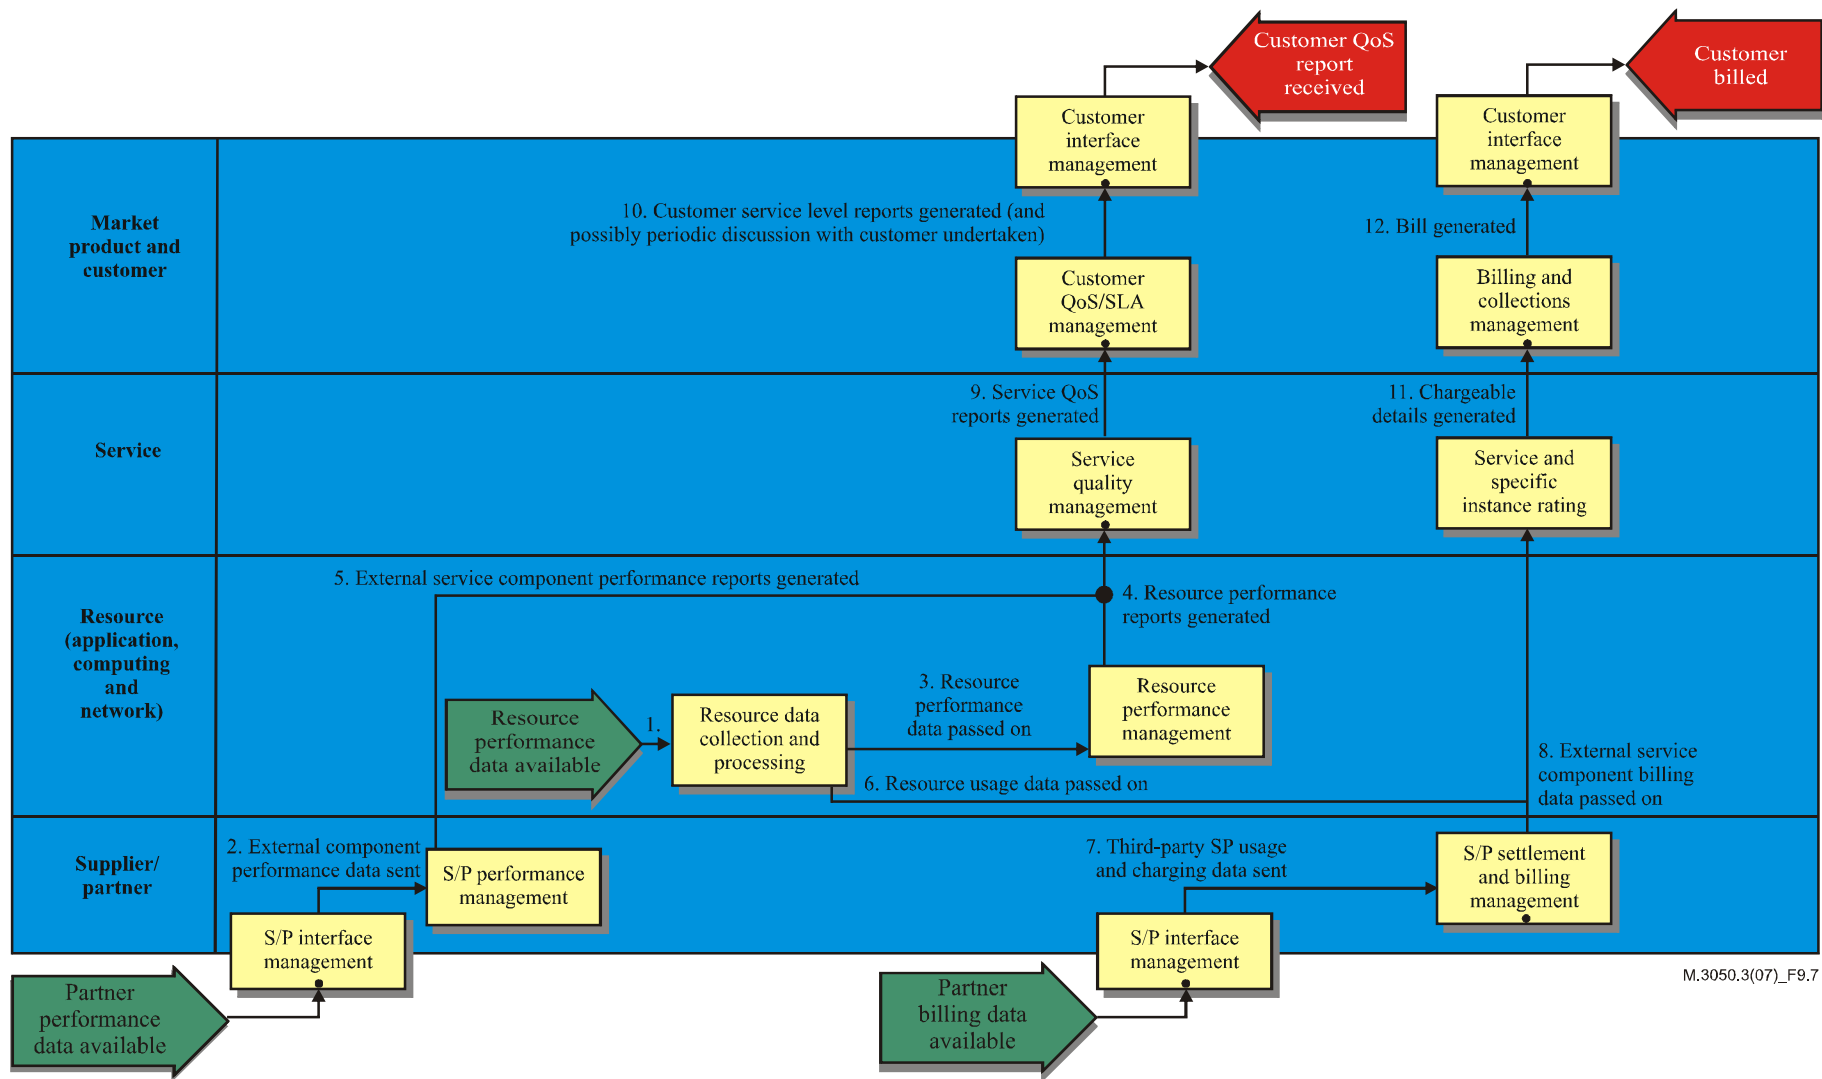 Customer QoS
report
received
Customer
billed
Customer
interface
management
Customer
interface
management
Market
product and
customer
10. Customer service level reports generated (and
possibly periodic discussion with customer undertaken)
12. Bill generated
Customer
QoS/SLA
management
Billing and
collections
management
9. Service QoS
reports generated
11. Chargeable
details generated
Service
Service
quality
management
Service and
specific
instance rating
Resource
(application,
computing
and
network)
5. External service component performance reports generated
4. Resource performance
reports generated
Resource
performance
data available
1.
Resource data
collection and
processing
3. Resource
performance
data passed on
Resource
performance
management
6. Resource usage data passed on
8. External service
component billing
data passed on
Supplier/
partner
2. External component
performance data sent
S/P performance
management
7. Third-party SP usage
and charging data sent
S/P settlement
and billing
management
S/P interface
management
S/P interface
management
Partner
performance
data available
Partner
billing data
available
M.3050.3(07)_F9.7